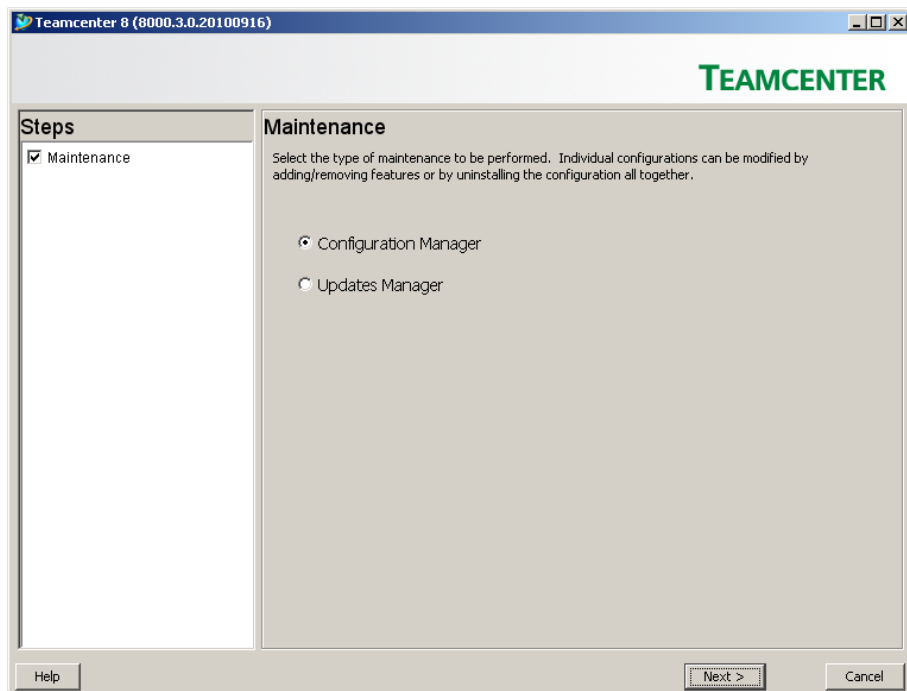 Teamcenter 8 (8000.3.0.20100916)
TEAMCENTER
Steps
Maintenance
Maintenance
Select the type of maintenance to be performed. Individual configurations can be modified by
adding/removing features or by uninstalling the configuration all together.
Configuration Manager
Updates Manager
Help
Next >
Cancel